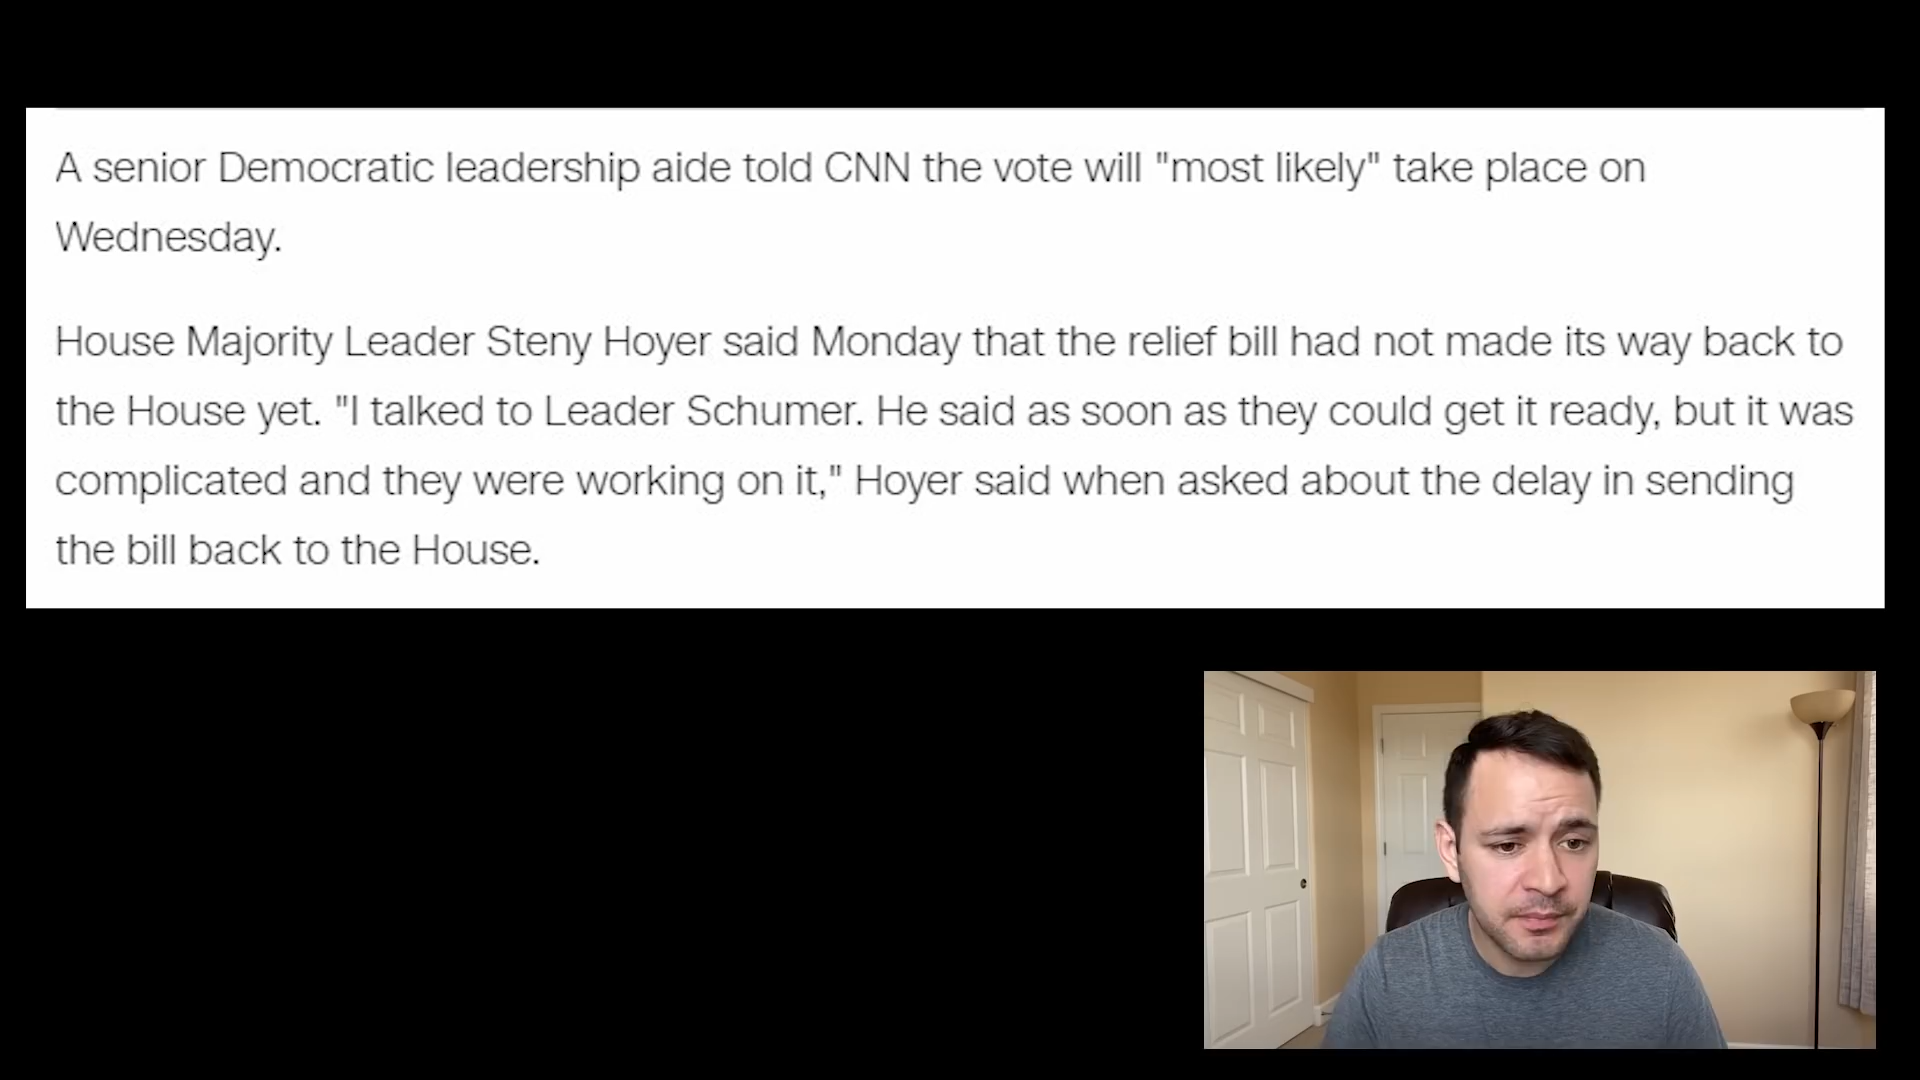 A senior Democratic leadership aide told CNN the vote will "most likely" take place on
Wednesday.
House Majority Leader Steny Hoyer said Monday that the relief bill had not made its way back to
the House yet. "I talked to Leader Schumer. He said as soon as they could get it ready, but it was
complicated and they were working on it," Hoyer said when asked about the delay in sending
the bill back to the House.